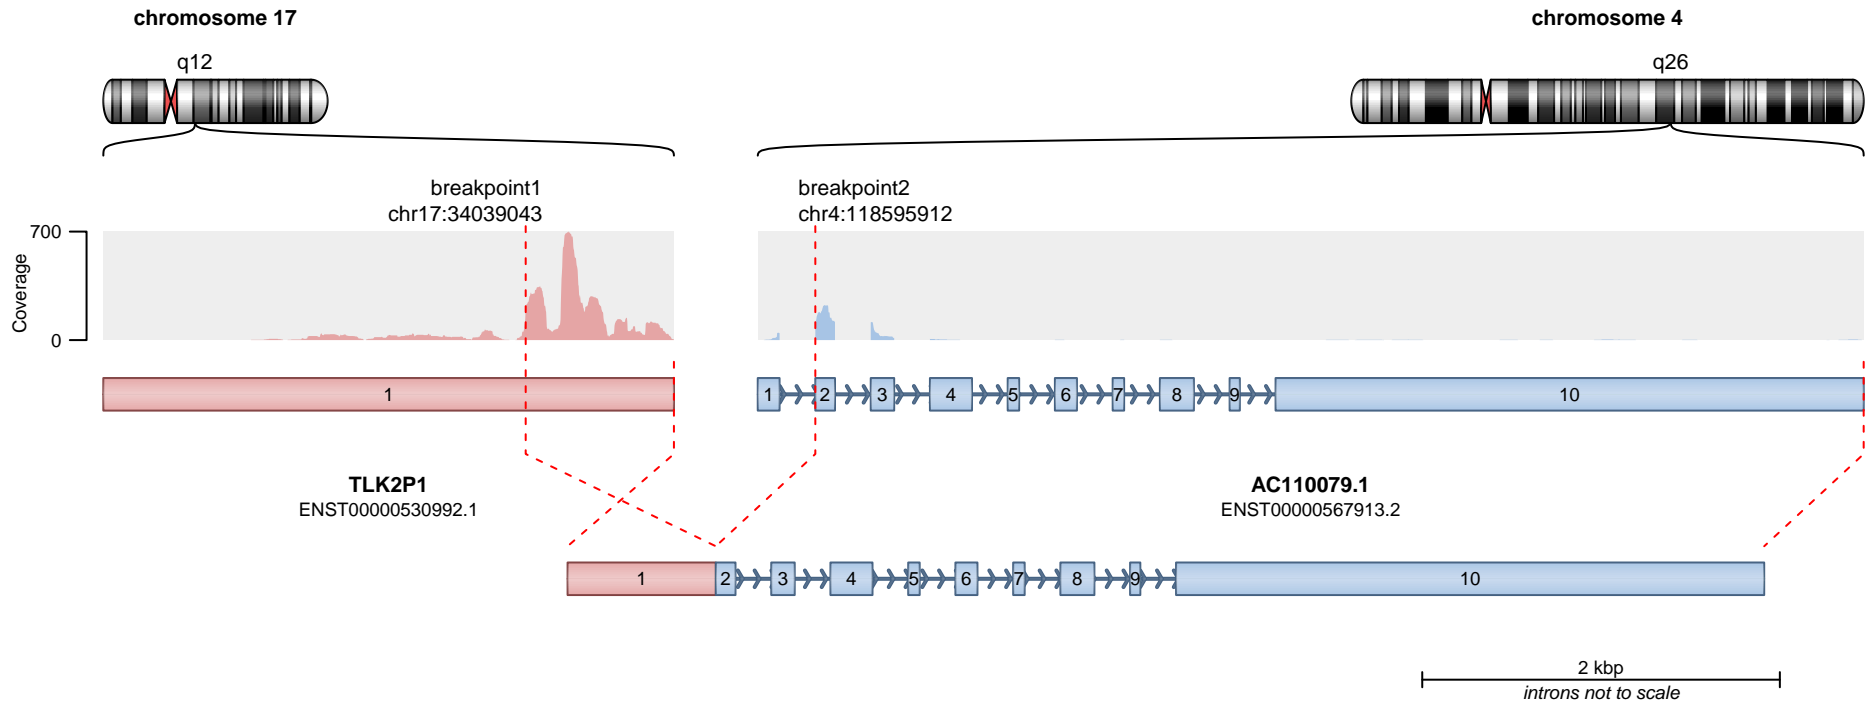 chromosome 17
chromosome 4
q12
q26
breakpoint1
chr17:34039043
breakpoint2
chr4:118595912
700
0
Coverage
1
1 2 3 4 5 6 7 8 9 10
TLK2P1
ENST00000530992.1
AC110079.1
ENST00000567913.2
1 2 3 4 5 6 7 8 9 10
2 kbp
introns not to scale